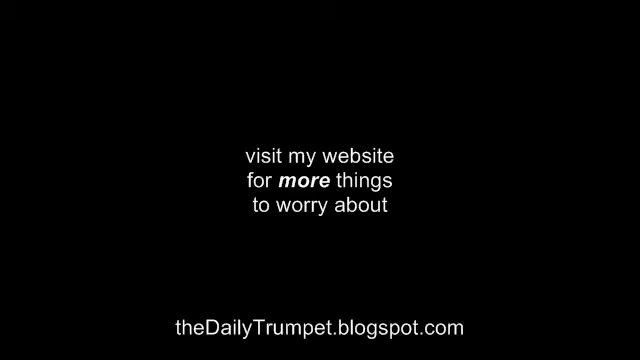 visit my website
for more things
to worry about
theDailyTrumpet.blogspot.com